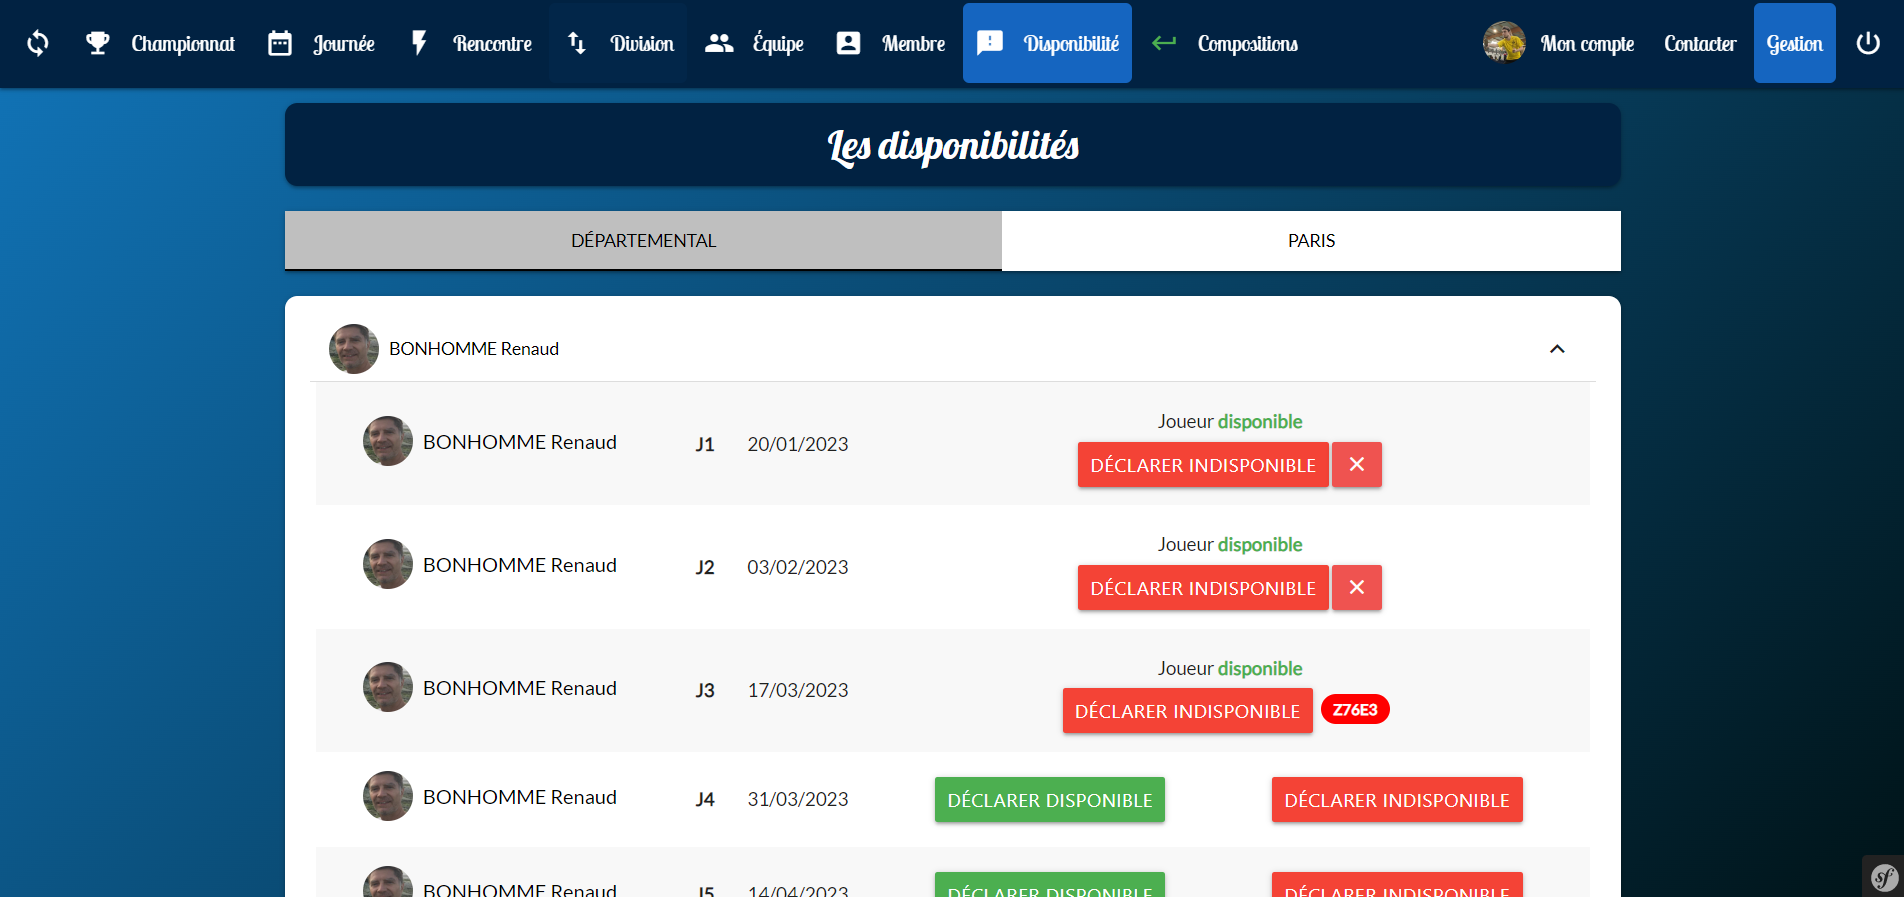 Championnat Journée Rencontre Division Équipe Membre Disponibilité Compositions Mon compte Contacter Gestion
Les disponibilités
DÉPARTEMENTAL PARIS
BONHOMME Renaud
Joueur disponible
BONHOMME Renaud J1 20/01/2023
DÉCLARER INDISPONIBLE
Joueur disponible
BONHOMME Renaud J2 03/02/2023
DÉCLARER INDISPONIBLE
Joueur disponible
BONHOMME Renaud J3 17/03/2023
DÉCLARER INDISPONIBLE Z76E3
BONHOMME Renaud J4 31/03/2023 DÉCLARER DISPONIBLE DÉCLARER INDISPONIBLE
BONHOMME Renaud J5 14/04/2023 DÉCLARER DISPONIBLE DÉCLARER INDISPONIBLE
sf